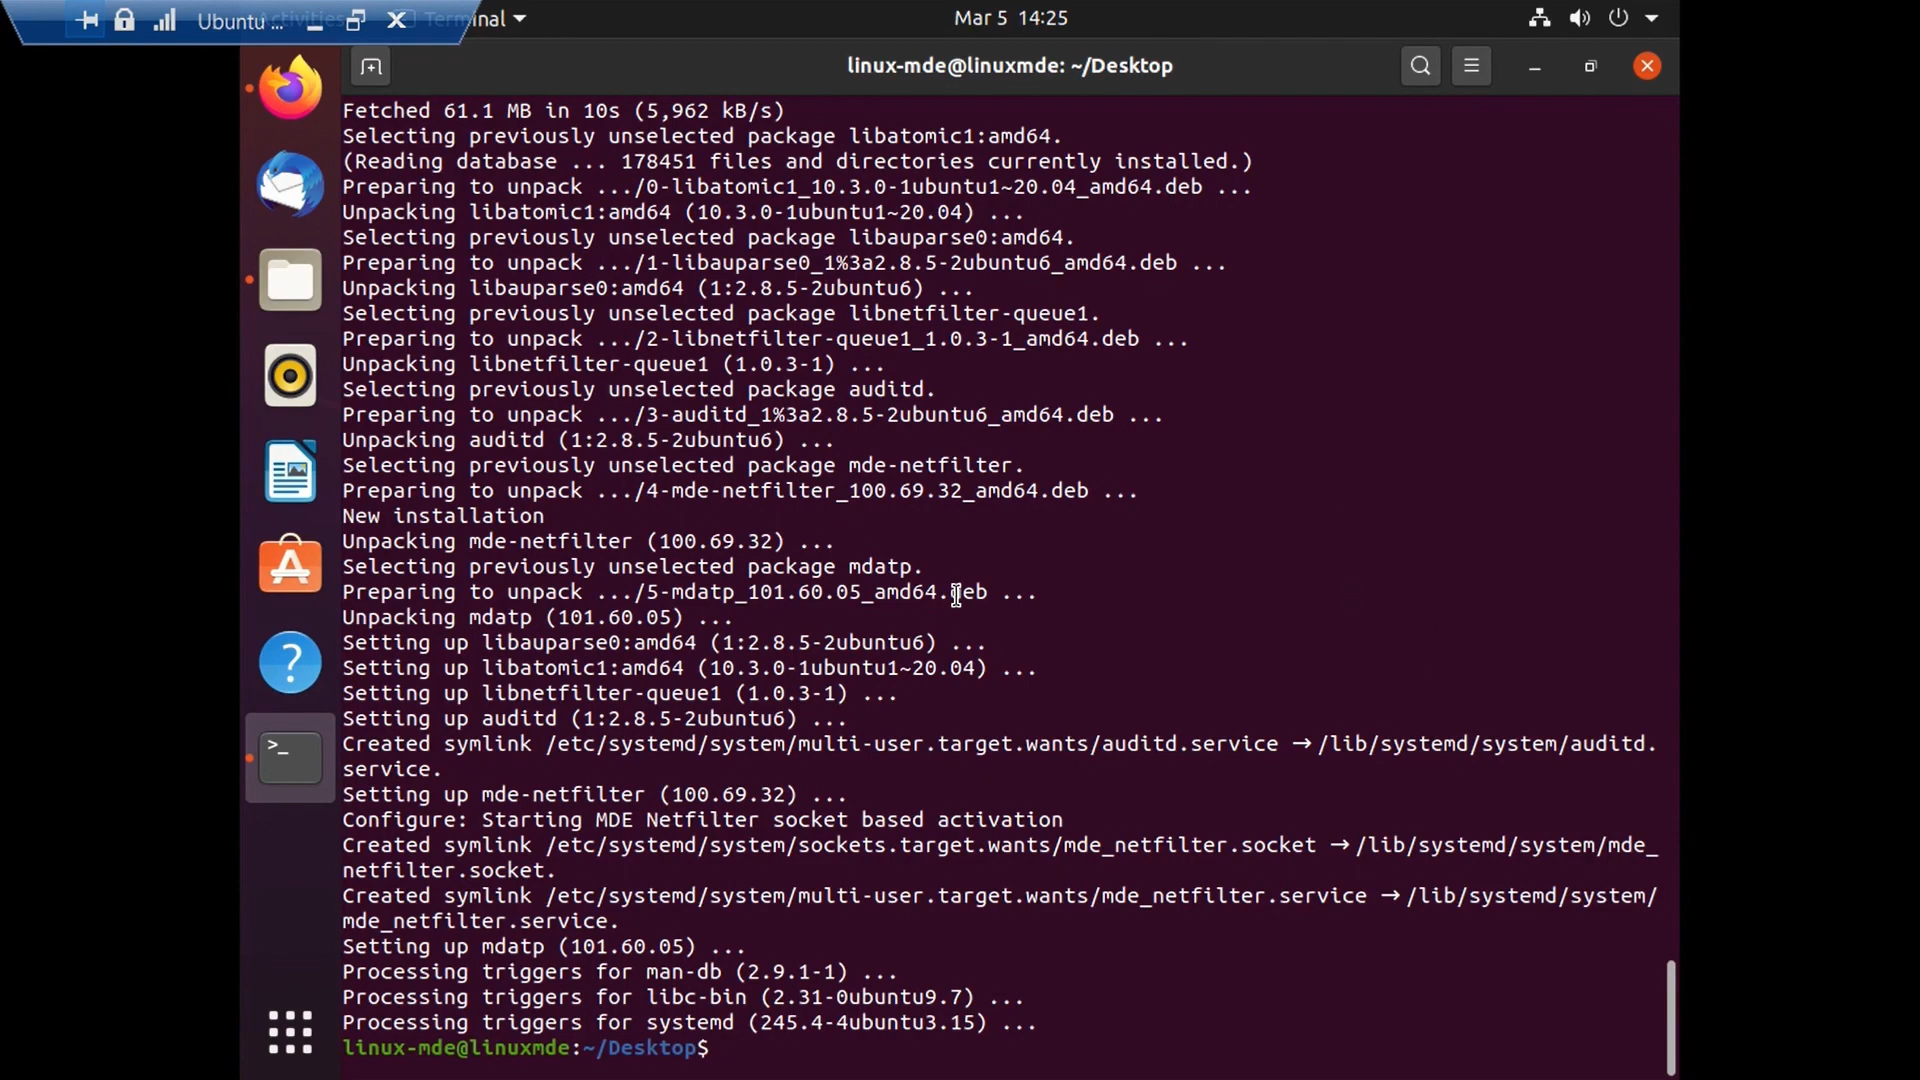 Ubuntu ...
Activities
Terminal
Mar 5 14:25
linux-mde@linuxmde: ~/Desktop
Fetched 61.1 MB in 10s (5,962 kB/s)
Selecting previously unselected package libatomic1:amd64.
(Reading database ... 178451 files and directories currently installed.)
Preparing to unpack .../0-libatomic1_10.3.0-1ubuntu1~20.04_amd64.deb ...
Unpacking libatomic1:amd64 (10.3.0-1ubuntu1~20.04) ...
Selecting previously unselected package libauparse0:amd64.
Preparing to unpack .../1-libauparse0_1%3a2.8.5-2ubuntu6_amd64.deb ...
Unpacking libauparse0:amd64 (1:2.8.5-2ubuntu6) ...
Selecting previously unselected package libnetfilter-queue1.
Preparing to unpack .../2-libnetfilter-queue1_1.0.3-1_amd64.deb ...
Unpacking libnetfilter-queue1 (1.0.3-1) ...
Selecting previously unselected package auditd.
Preparing to unpack .../3-auditd_1%3a2.8.5-2ubuntu6_amd64.deb ...
Unpacking auditd (1:2.8.5-2ubuntu6) ...
Selecting previously unselected package mde-netfilter.
Preparing to unpack .../4-mde-netfilter_100.69.32_amd64.deb ...
New installation
Unpacking mde-netfilter (100.69.32) ...
Selecting previously unselected package mdatp.
Preparing to unpack .../5-mdatp_101.60.05_amd64.deb ...
Unpacking mdatp (101.60.05) ...
Setting up libauparse0:amd64 (1:2.8.5-2ubuntu6) ...
Setting up libatomic1:amd64 (10.3.0-1ubuntu1~20.04) ...
Setting up libnetfilter-queue1 (1.0.3-1) ...
Setting up auditd (1:2.8.5-2ubuntu6) ...
Created symlink /etc/systemd/system/multi-user.target.wants/auditd.service → /lib/systemd/system/auditd.
service.
Setting up mde-netfilter (100.69.32) ...
Configure: Starting MDE Netfilter socket based activation
Created symlink /etc/systemd/system/sockets.target.wants/mde_netfilter.socket → /lib/systemd/system/mde_
netfilter.socket.
Created symlink /etc/systemd/system/multi-user.target.wants/mde_netfilter.service → /lib/systemd/system/
mde_netfilter.service.
Setting up mdatp (101.60.05) ...
Processing triggers for man-db (2.9.1-1) ...
Processing triggers for libc-bin (2.31-0ubuntu9.7) ...
Processing triggers for systemd (245.4-4ubuntu3.15) ...
linux-mde@linuxmde:~/Desktop$